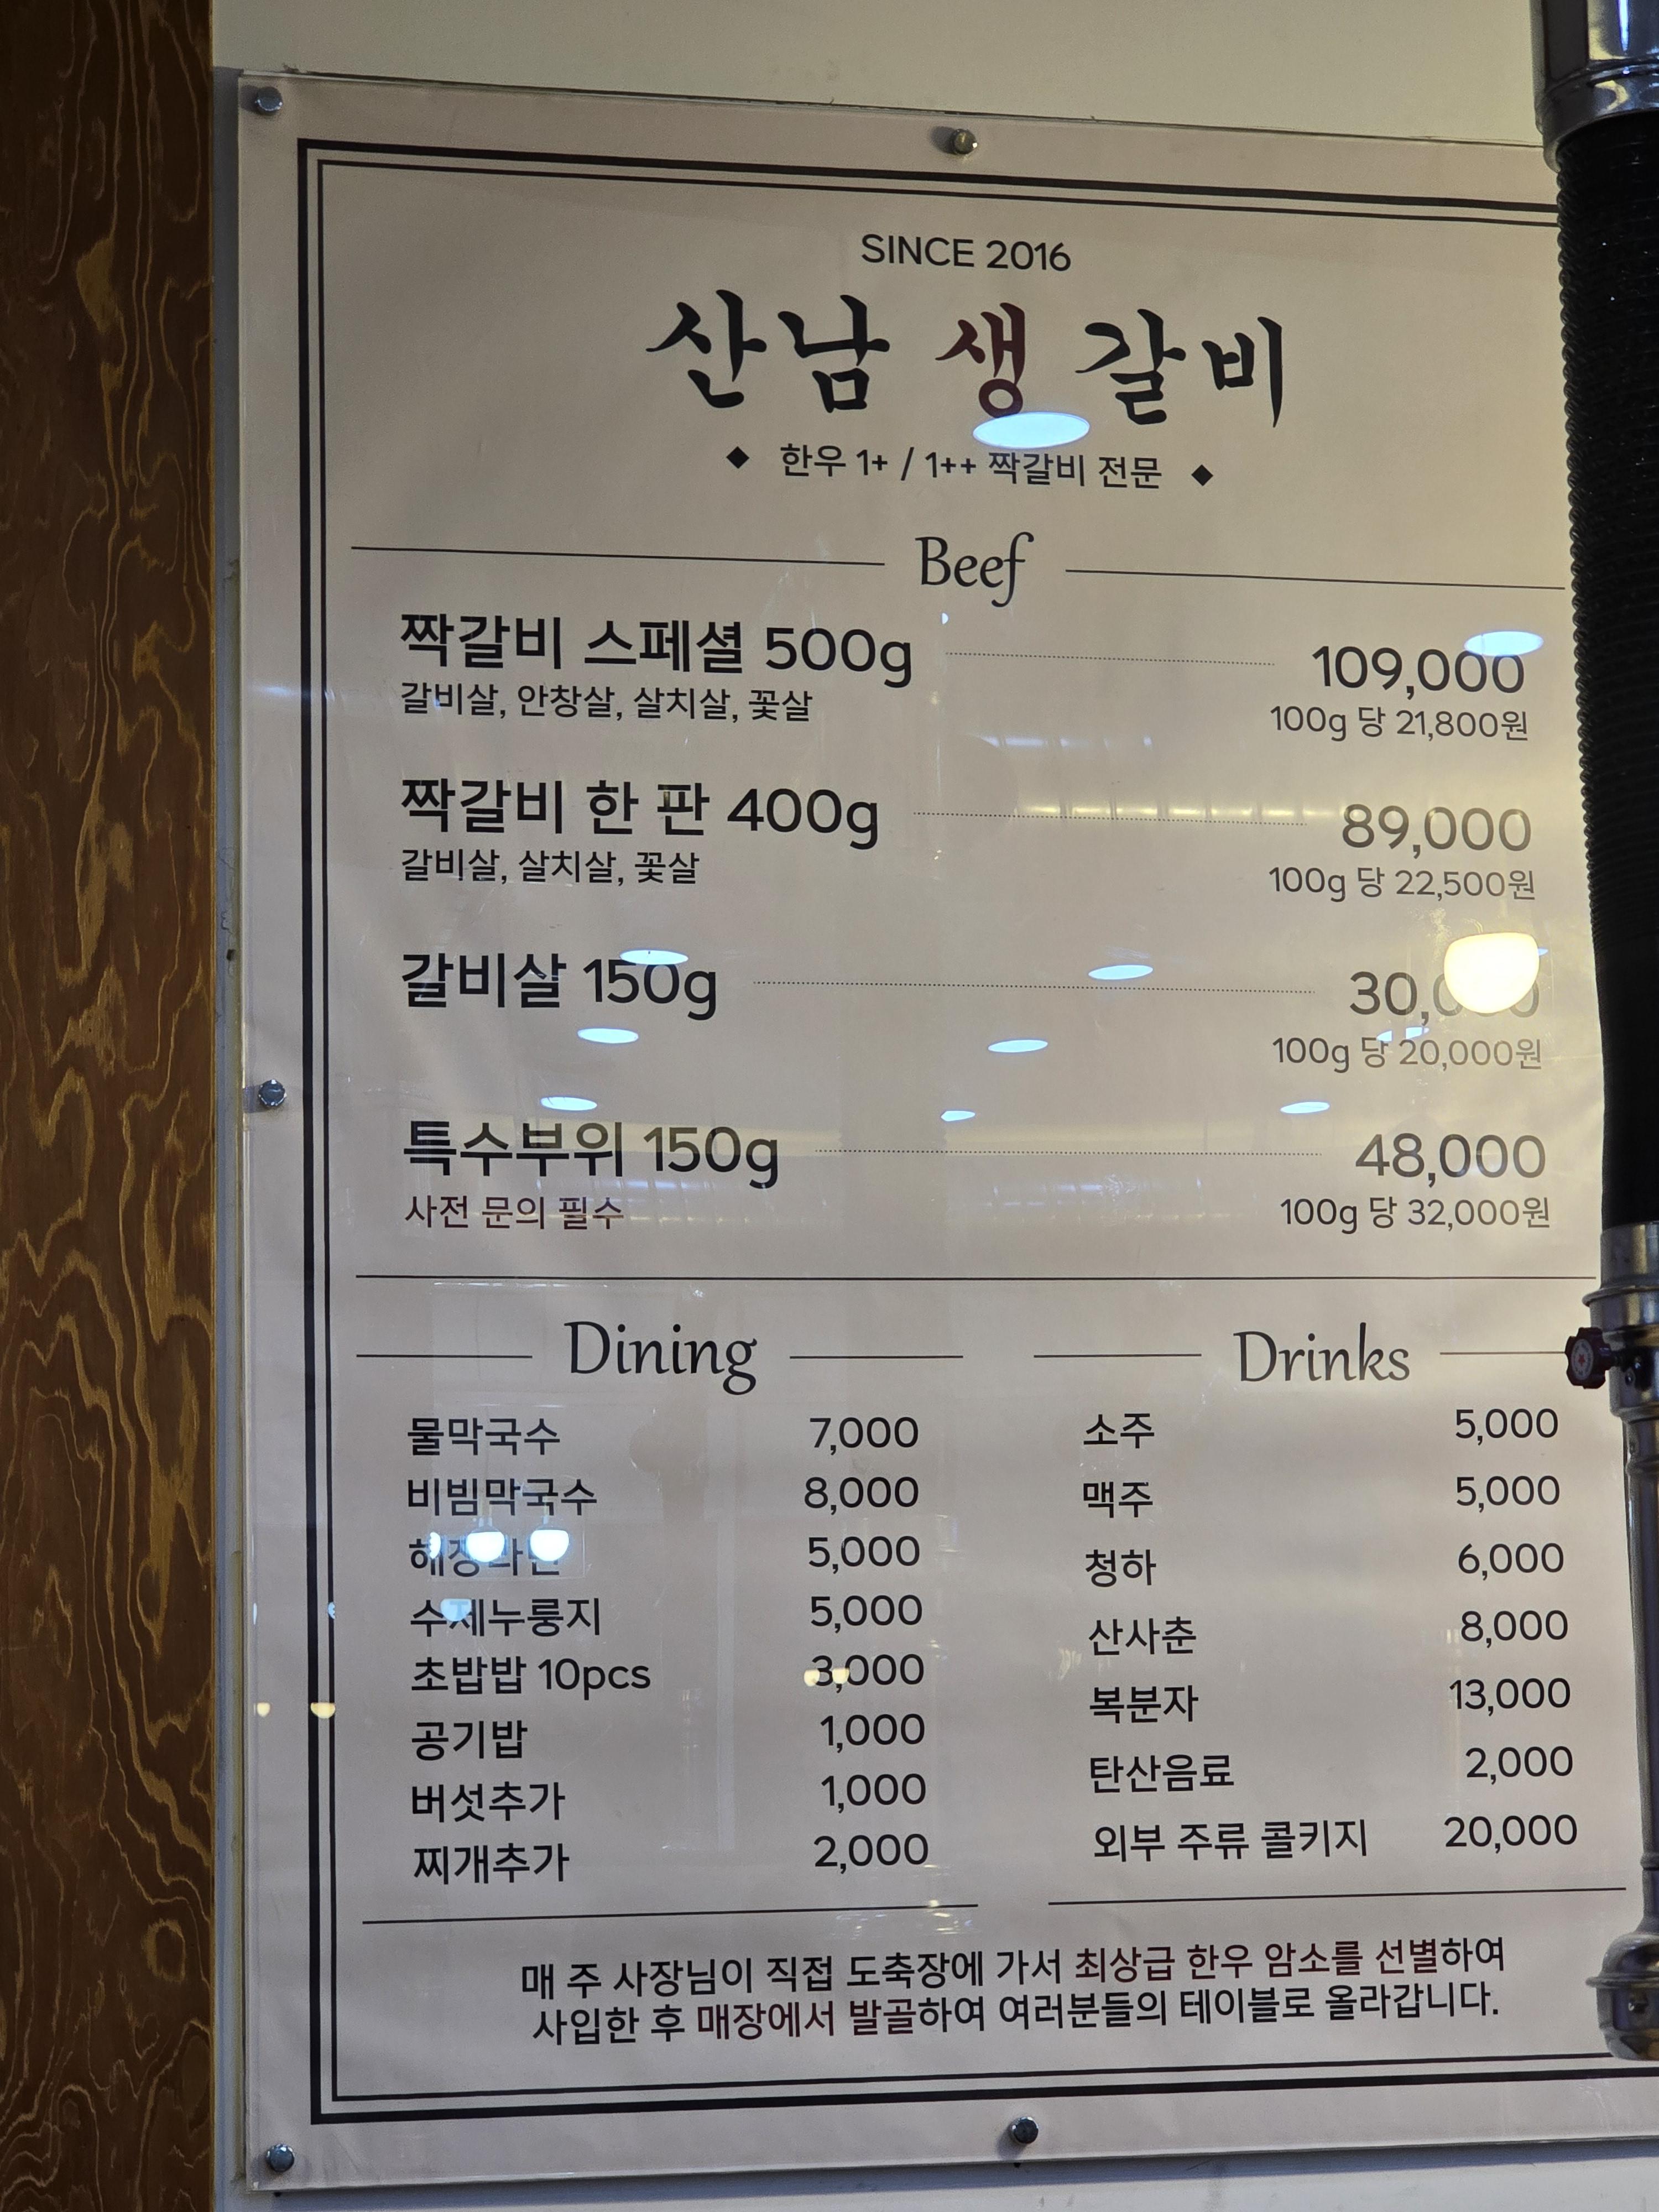 SINCE 2016
산남 생 갈비
◆ 한우 1+ / 1++ 짝갈비 전문 ◆
Beef
짝갈비 스페셜 500g 109,000
갈비살, 안창살, 살치살, 꽃살 100g 당 21,800원
짝갈비 한 판 400g 89,000
갈비살, 살치살, 꽃살 100g 당 22,500원
갈비살 150g 30,000
100g 당 20,000원
특수부위 150g 48,000
사전 문의 필수 100g 당 32,000원
Dining
물막국수 7,000
비빔막국수 8,000
해장라면 5,000
수제누룽지 5,000
초밥밥 10pcs 3,000
공기밥 1,000
버섯추가 1,000
찌개추가 2,000
Drinks
소주 5,000
맥주 5,000
청하 6,000
산사춘 8,000
복분자 13,000
탄산음료 2,000
외부 주류 콜키지 20,000
매 주 사장님이 직접 도축장에 가서 최상급 한우 암소를 선별하여
사입한 후 매장에서 발골하여 여러분들의 테이블로 올라갑니다.